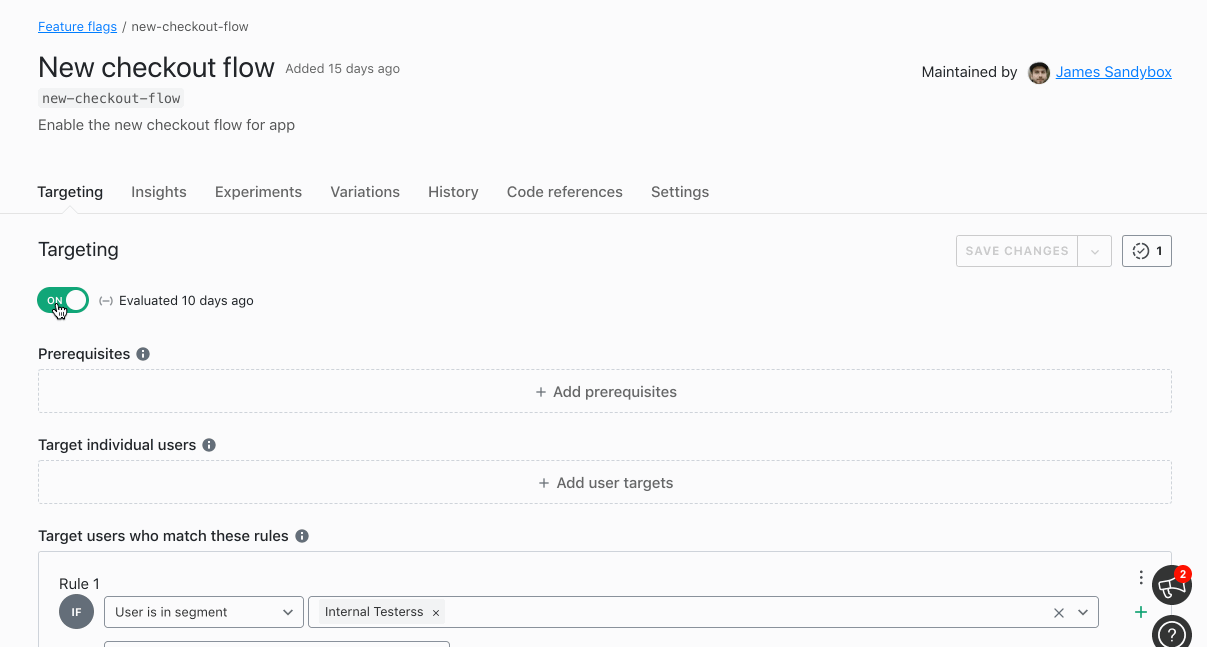 Feature flags / new-checkout-flow
New checkout flow Added 15 days ago
Maintained by James Sandybox
new-checkout-flow
Enable the new checkout flow for app
Targeting Insights Experiments Variations History Code references Settings
Targeting
SAVE CHANGES
1
ON
(–) Evaluated 10 days ago
Prerequisites
+ Add prerequisites
Target individual users
+ Add user targets
Target users who match these rules
Rule 1
2
IF User is in segment Internal Testerss ×
+
?